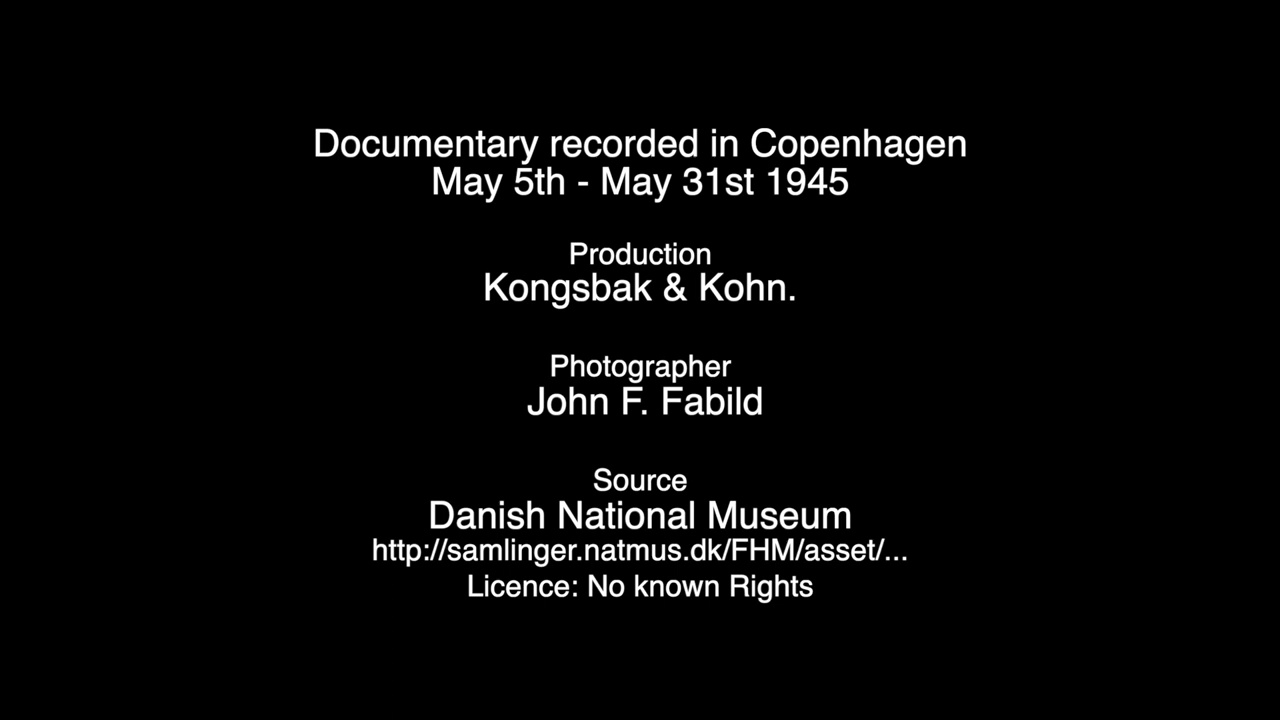 Documentary recorded in Copenhagen
May 5th - May 31st 1945
Production
Kongsbak & Kohn.
Photographer
John F. Fabild
Source
Danish National Museum
http://samlinger.natmus.dk/FHM/asset/...
Licence: No known Rights